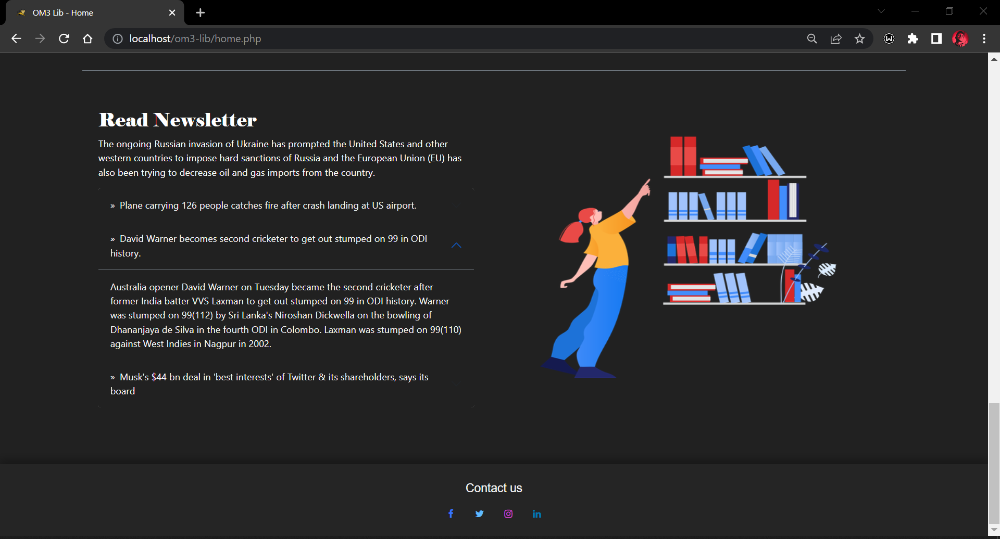 OM3 Lib - Home
localhost/om3-lib/home.php
Read Newsletter
The ongoing Russian invasion of Ukraine has prompted the United States and other
western countries to impose hard sanctions of Russia and the European Union (EU) has
also been trying to decrease oil and gas imports from the country.
» Plane carrying 126 people catches fire after crash landing at US airport.
» David Warner becomes second cricketer to get out stumped on 99 in ODI
history.
Australia opener David Warner on Tuesday became the second cricketer after
former India batter VVS Laxman to get out stumped on 99 in ODI history. Warner
was stumped on 99(112) by Sri Lanka's Niroshan Dickwella on the bowling of
Dhananjaya de Silva in the fourth ODI in Colombo. Laxman was stumped on 99(110)
against West Indies in Nagpur in 2002.
» Musk's $44 bn deal in 'best interests' of Twitter & its shareholders, says its
board
Contact us